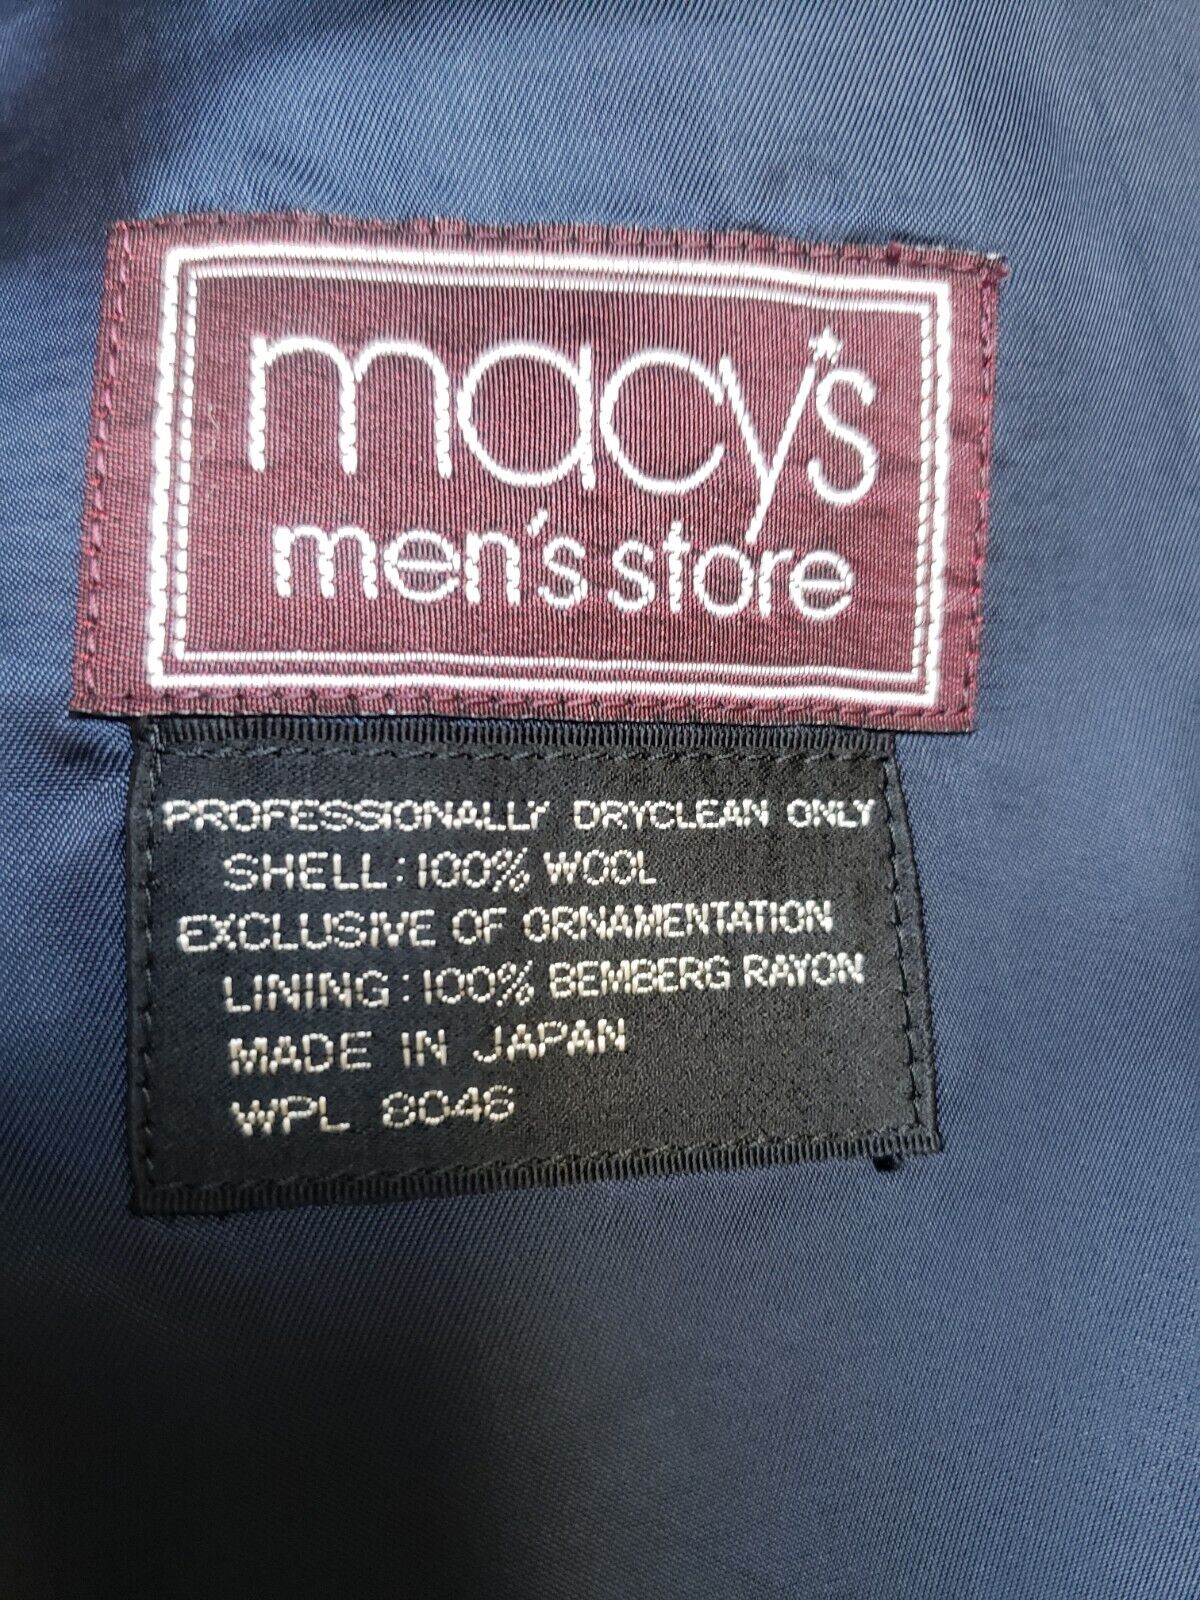 macy's
men's store
PROFESSIONALLY DRYCLEAN ONLY
SHELL:100% WOOL
EXCLUSIVE OF ORNAMENTATION
LINING:100% BEMBERG RAYON
MADE IN JAPAN
WPL 8046